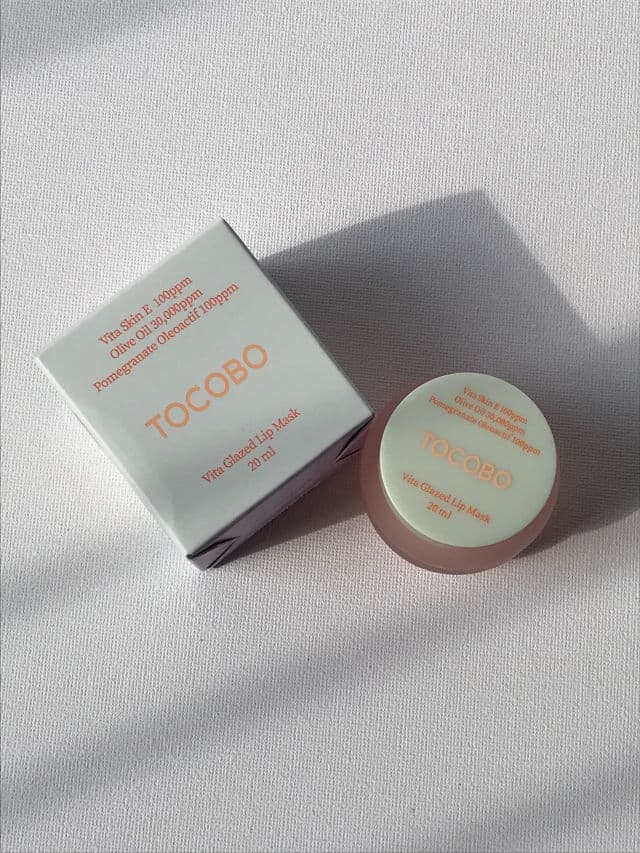 Vita Skin E 100ppm
Olive Oil 30,000ppm
Pomegranate Oleoactif 100ppm
TOCOBO
Vita Glazed Lip Mask
20 ml
Vita Skin E 100ppm
Olive Oil 30,000ppm
Pomegranate Oleoactif 100ppm
TOCOBO
Vita Glazed Lip Mask
20 ml